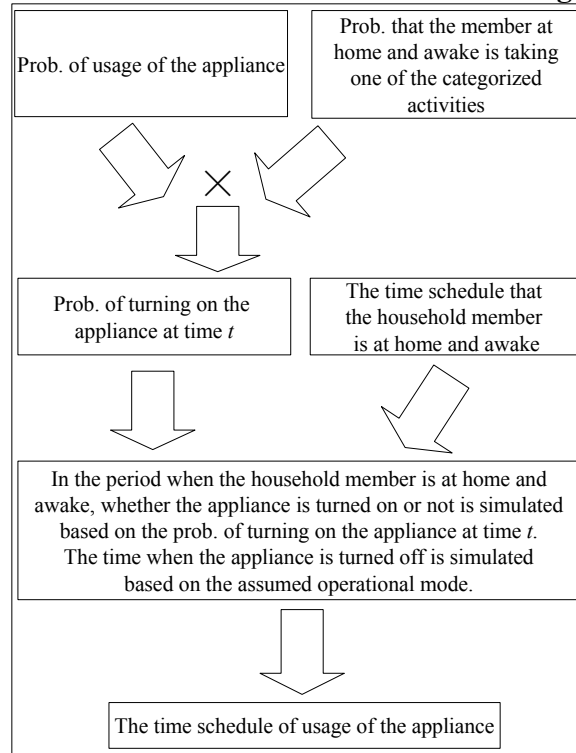 Prob. of usage of the appliance
Prob. that the member at
home and awake is taking
one of the categorized
activities
×
Prob. of turning on the
appliance at time t
The time schedule that
the household member
is at home and awake
In the period when the household member is at home and
awake, whether the appliance is turned on or not is simulated
based on the prob. of turning on the appliance at time t.
The time when the appliance is turned off is simulated
based on the assumed operational mode.
The time schedule of usage of the appliance